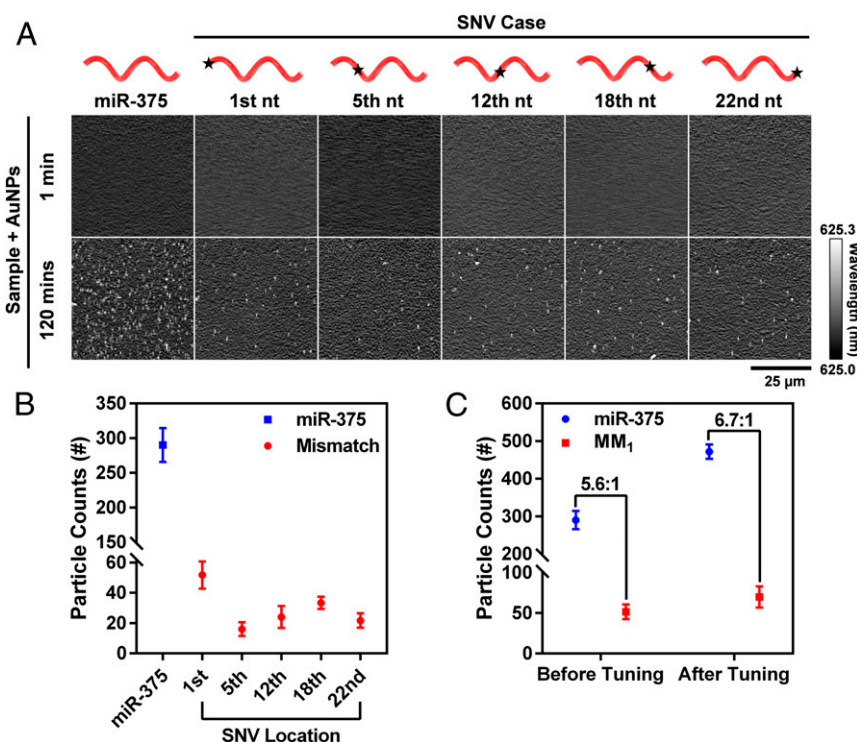 A
SNV Case
miR-375
1st nt
5th nt
12th nt
18th nt
22nd nt
Sample + AuNPs
1 min
120 mins
625.3
Wavelength (nm)
625.0
25 µm
B
Particle Counts (#)
350
300
250
200
150
60
40
20
0
miR-375
Mismatch
miR-375
1st
5th
12th
18th
22nd
SNV Location
C
Particle Counts (#)
600
500
400
300
200
100
50
0
miR-375
MM₁
5.6:1
6.7:1
Before Tuning
After Tuning